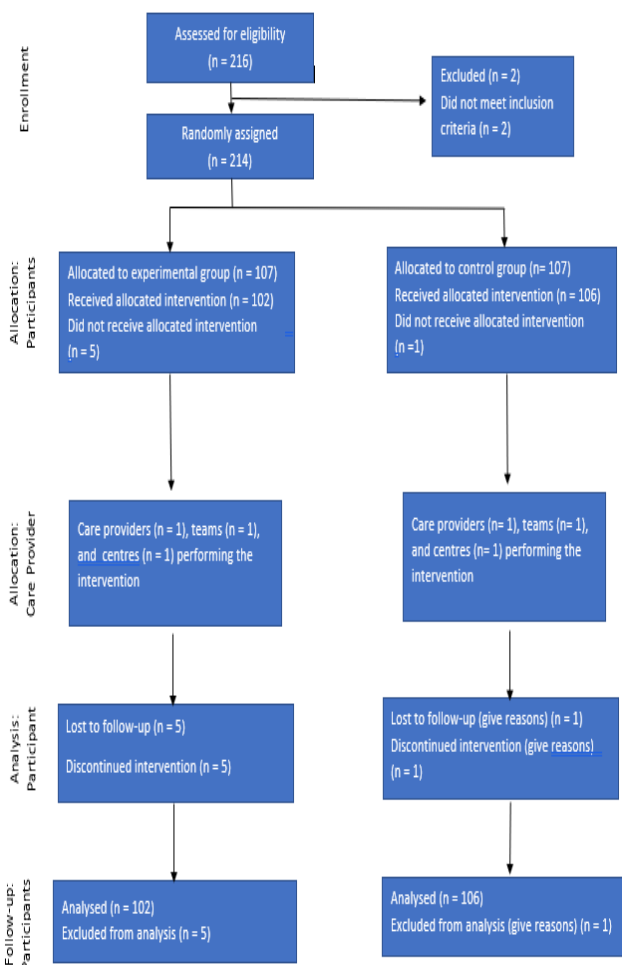 Enrollment
Assessed for eligibility
(n = 216)
Excluded (n = 2)
Did not meet inclusion
criteria (n = 2)
Randomly assigned
(n = 214)
Allocation:
Participants
Allocated to experimental group (n = 107)
Received allocated intervention (n = 102)
Did not receive allocated intervention
(n = 5)
Allocated to control group (n= 107)
Received allocated intervention (n = 106)
Did not receive allocated intervention
(n =1)
Allocation:
Care Provider
Care providers (n = 1), teams (n = 1),
and centres (n = 1) performing the
intervention
Care providers (n= 1), teams (n= 1),
and centres (n= 1) performing the
intervention
Analysis:
Participant
Lost to follow-up (n = 5)
Discontinued intervention (n = 5)
Lost to follow-up (give reasons) (n = 1)
Discontinued intervention (give reasons)
(n = 1)
Follow-up:
Participants
Analysed (n = 102)
Excluded from analysis (n = 5)
Analysed (n = 106)
Excluded from analysis (give reasons) (n = 1)